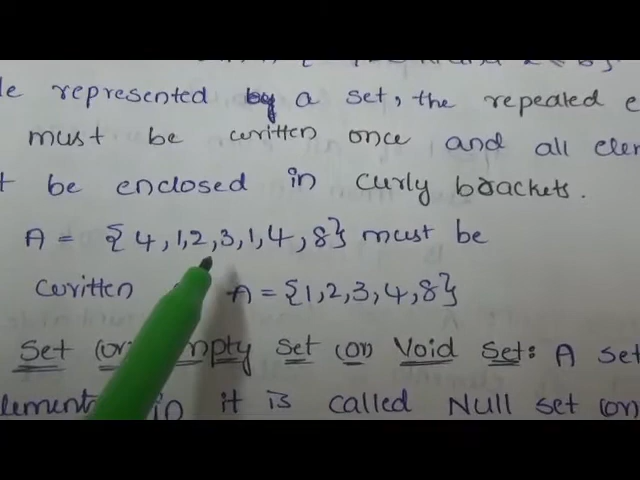 represented by a set, the repeated
must be written once and all
be enclosed in curly brackets.
A = {4,1,2,3,1,4,8} must be
written A = {1,2,3,4,8}
Set (or) Set (or) Void Set: A set
in it is called Null set (or)